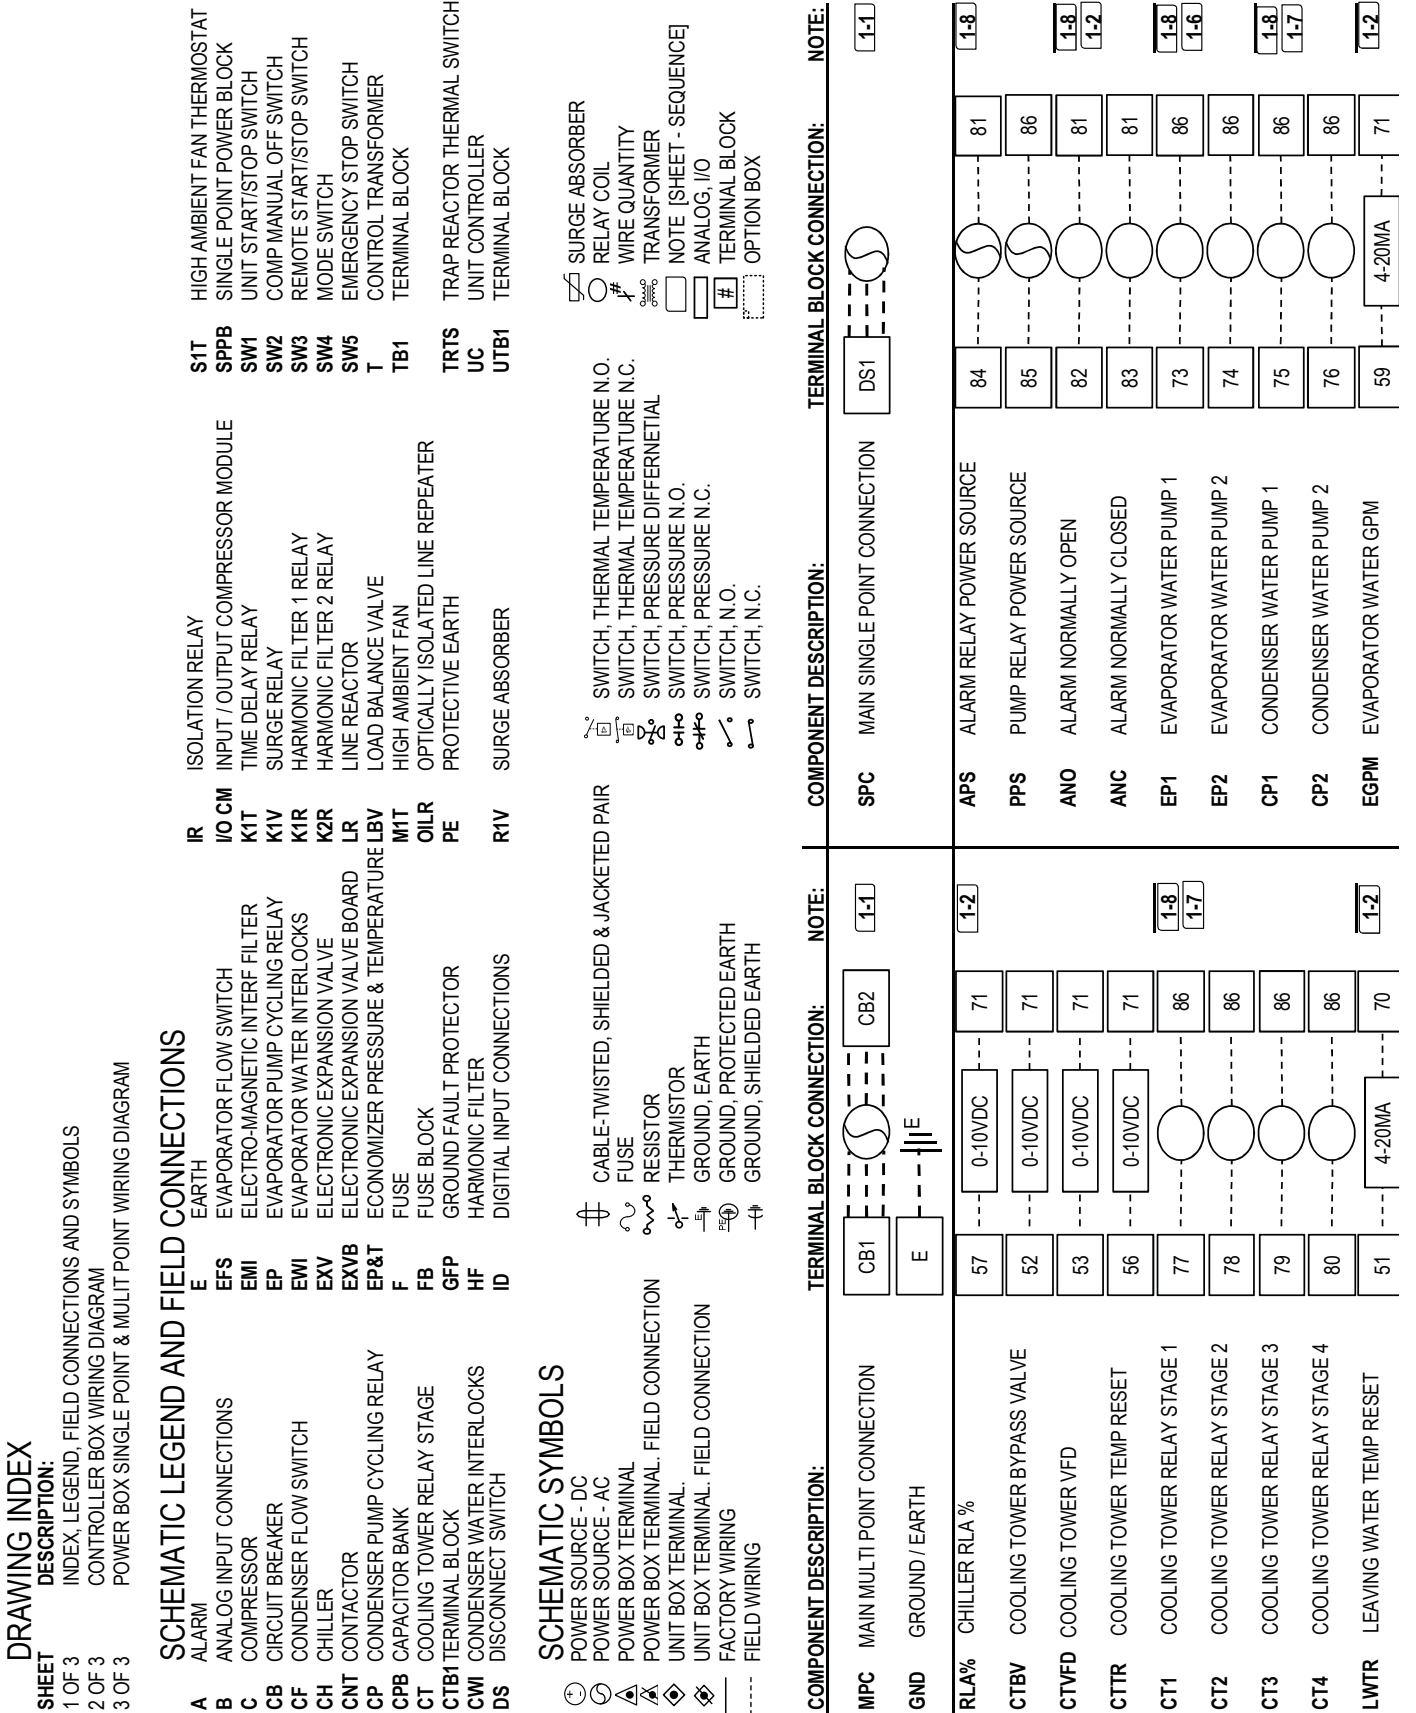 DRAWING INDEX
SHEET DESCRIPTION:
1 OF 3 INDEX, LEGEND, FIELD CONNECTIONS AND SYMBOLS
2 OF 3 CONTROLLER BOX WIRING DIAGRAM
3 OF 3 POWER BOX SINGLE POINT & MULIT POINT WIRING DIAGRAM
SCHEMATIC LEGEND AND FIELD CONNECTIONS
A ALARM
B ANALOG INPUT CONNECTIONS
C COMPRESSOR
CB CIRCUIT BREAKER
CF CONDENSER FLOW SWITCH
CH CHILLER
CNT CONTACTOR
CP CONDENSER PUMP CYCLING RELAY
CPB CAPACITOR BANK
CT COOLING TOWER RELAY STAGE
CTB1 TERMINAL BLOCK
CWI CONDENSER WATER INTERLOCKS
DS DISCONNECT SWITCH
E EARTH
EFS EVAPORATOR FLOW SWITCH
EMI ELECTRO-MAGNETIC INTERF FILTER
EP EVAPORATOR PUMP CYCLING RELAY
EWI EVAPORATOR WATER INTERLOCKS
EXV ELECTRONIC EXPANSION VALVE
EXVB ELECTRONIC EXPANSION VALVE BOARD
EP&T ECONOMIZER PRESSURE & TEMPERATURE
F FUSE
FB FUSE BLOCK
GFP GROUND FAULT PROTECTOR
HF HARMONIC FILTER
ID DIGITIAL INPUT CONNECTIONS
IR ISOLATION RELAY
I/O CM INPUT / OUTPUT COMPRESSOR MODULE
K1T TIME DELAY RELAY
K1V SURGE RELAY
K1R HARMONIC FILTER 1 RELAY
K2R HARMONIC FILTER 2 RELAY
LR LINE REACTOR
LBV LOAD BALANCE VALVE
M1T HIGH AMBIENT FAN
OILR OPTICALLY ISOLATED LINE REPEATER
PE PROTECTIVE EARTH
R1V SURGE ABSORBER
S1T HIGH AMBIENT FAN THERMOSTAT
SPPB SINGLE POINT POWER BLOCK
SW1 UNIT START/STOP SWITCH
SW2 COMP MANUAL OFF SWITCH
SW3 REMOTE START/STOP SWITCH
SW4 MODE SWITCH
SW5 EMERGENCY STOP SWITCH
T CONTROL TRANSFORMER
TB1 TERMINAL BLOCK
TRTS TRAP REACTOR THERMAL SWITCH
UC UNIT CONTROLLER
UTB1 TERMINAL BLOCK
SCHEMATIC SYMBOLS
POWER SOURCE - DC
POWER SOURCE - AC
POWER BOX TERMINAL
POWER BOX TERMINAL. FIELD CONNECTION
UNIT BOX TERMINAL.
UNIT BOX TERMINAL. FIELD CONNECTION
FACTORY WIRING
FIELD WIRING
CABLE-TWISTED, SHIELDED & JACKETED PAIR
FUSE
RESISTOR
THERMISTOR
E GROUND, EARTH
PE GROUND, PROTECTED EARTH
GROUND, SHIELDED EARTH
SWITCH, THERMAL TEMPERATURE N.O.
SWITCH, THERMAL TEMPERATURE N.C.
SWITCH, PRESSURE DIFFERNETIAL
SWITCH, PRESSURE N.O.
SWITCH, PRESSURE N.C.
SWITCH, N.O.
SWITCH, N.C.
SURGE ABSORBER
RELAY COIL
# WIRE QUANTITY
TRANSFORMER
NOTE [SHEET - SEQUENCE]
ANALOG, I/O
# TERMINAL BLOCK
OPTION BOX
COMPONENT DESCRIPTION: TERMINAL BLOCK CONNECTION: NOTE:
MPC MAIN MULTI POINT CONNECTION CB1 CB2 1-1
GND GROUND / EARTH E E
RLA% CHILLER RLA % 57 0-10VDC 71 1-2
CTBV COOLING TOWER BYPASS VALVE 52 0-10VDC 71
CTVFD COOLING TOWER VFD 53 0-10VDC 71
CTTR COOLING TOWER TEMP RESET 56 0-10VDC 71
CT1 COOLING TOWER RELAY STAGE 1 77 86 1-8 1-7
CT2 COOLING TOWER RELAY STAGE 2 78 86
CT3 COOLING TOWER RELAY STAGE 3 79 86
CT4 COOLING TOWER RELAY STAGE 4 80 86
LWTR LEAVING WATER TEMP RESET 51 4-20MA 70 1-2
COMPONENT DESCRIPTION: TERMINAL BLOCK CONNECTION: NOTE:
SPC MAIN SINGLE POINT CONNECTION DS1 1-1
APS ALARM RELAY POWER SOURCE 84 81 1-8
PPS PUMP RELAY POWER SOURCE 85 86
ANO ALARM NORMALLY OPEN 82 81 1-8 1-2
ANC ALARM NORMALLY CLOSED 83 81
EP1 EVAPORATOR WATER PUMP 1 73 86 1-8 1-6
EP2 EVAPORATOR WATER PUMP 2 74 86
CP1 CONDENSER WATER PUMP 1 75 86 1-8 1-7
CP2 CONDENSER WATER PUMP 2 76 86
EGPM EVAPORATOR WATER GPM 59 4-20MA 71 1-2